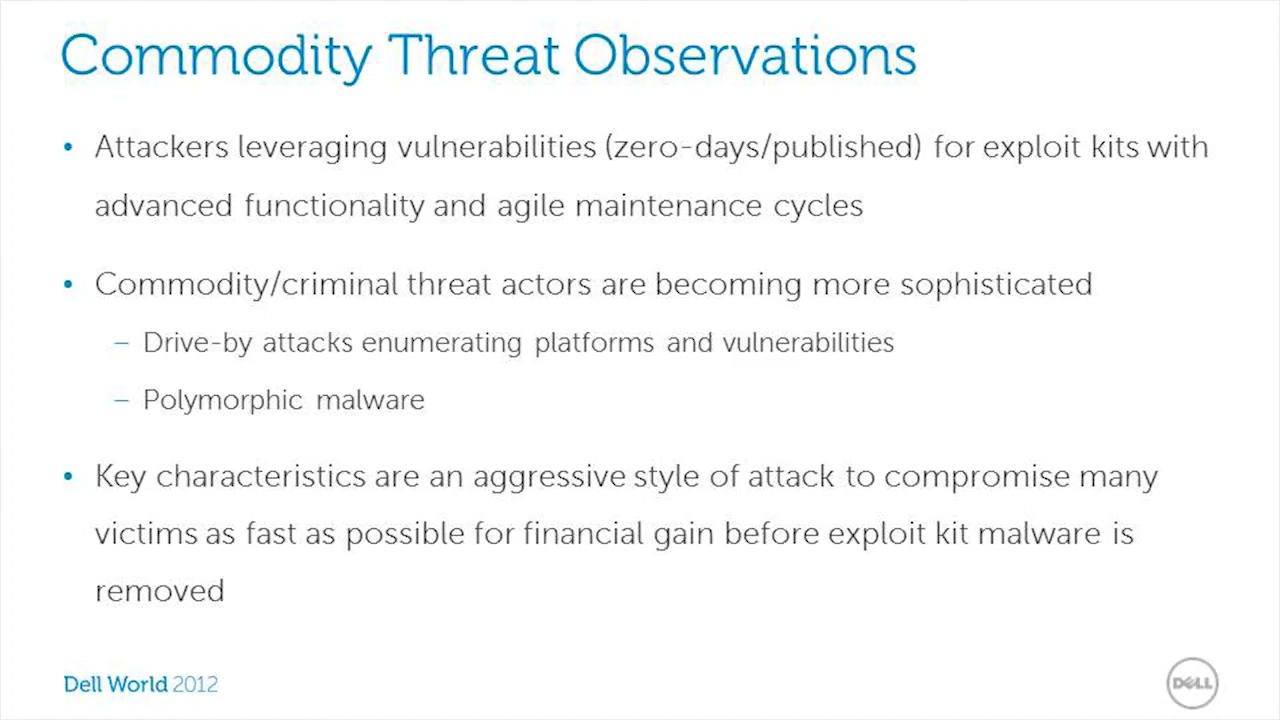 Commodity Threat Observations
• Attackers leveraging vulnerabilities (zero-days/published) for exploit kits with
advanced functionality and agile maintenance cycles
• Commodity/criminal threat actors are becoming more sophisticated
– Drive-by attacks enumerating platforms and vulnerabilities
– Polymorphic malware
• Key characteristics are an aggressive style of attack to compromise many
victims as fast as possible for financial gain before exploit kit malware is
removed
Dell World 2012
DELL